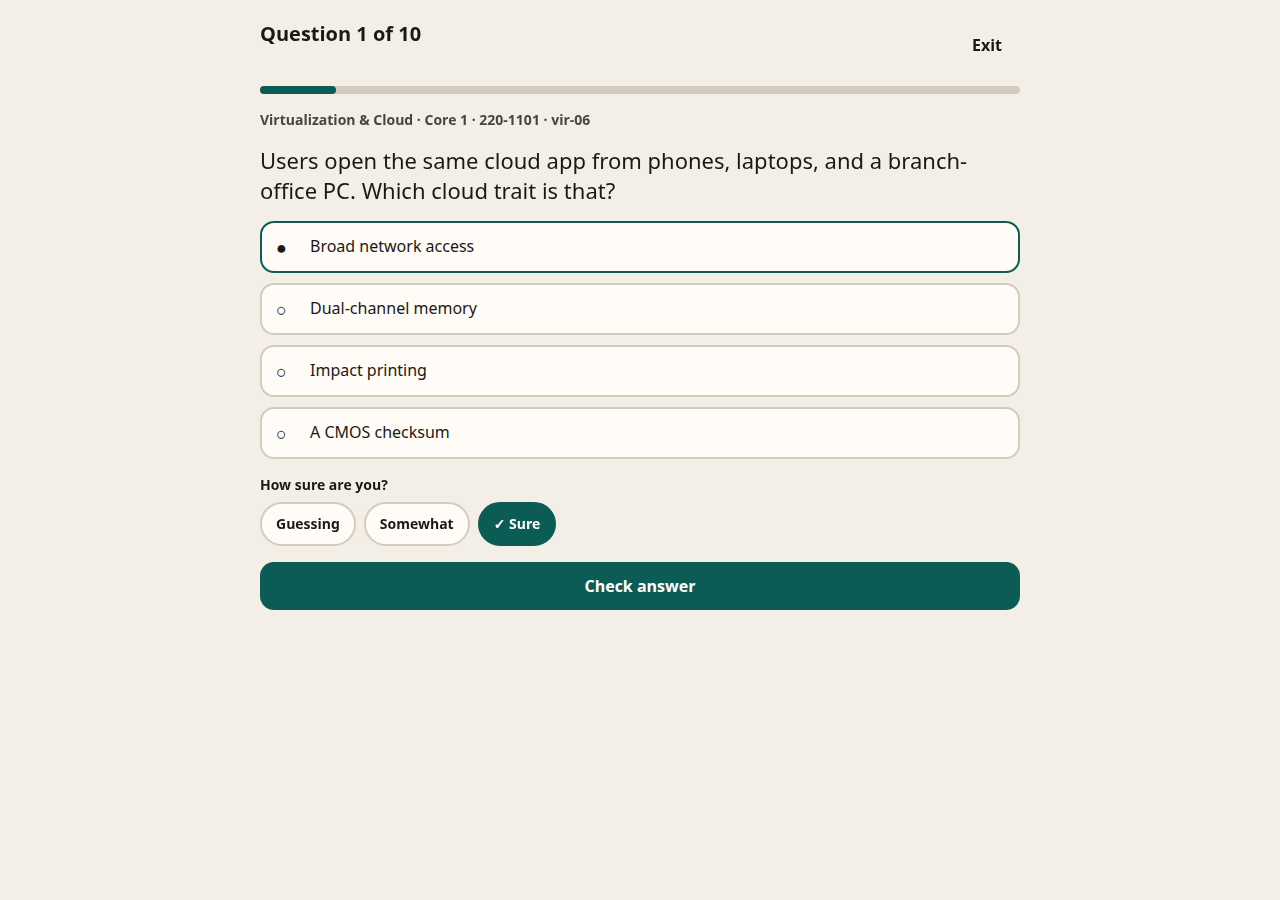 Question 1 of 10
Exit
Virtualization & Cloud · Core 1 · 220-1101 · vir-06
Users open the same cloud app from phones, laptops, and a branch-
office PC. Which cloud trait is that?
● Broad network access
○ Dual-channel memory
○ Impact printing
○ A CMOS checksum
How sure are you?
Guessing Somewhat ✓ Sure
Check answer